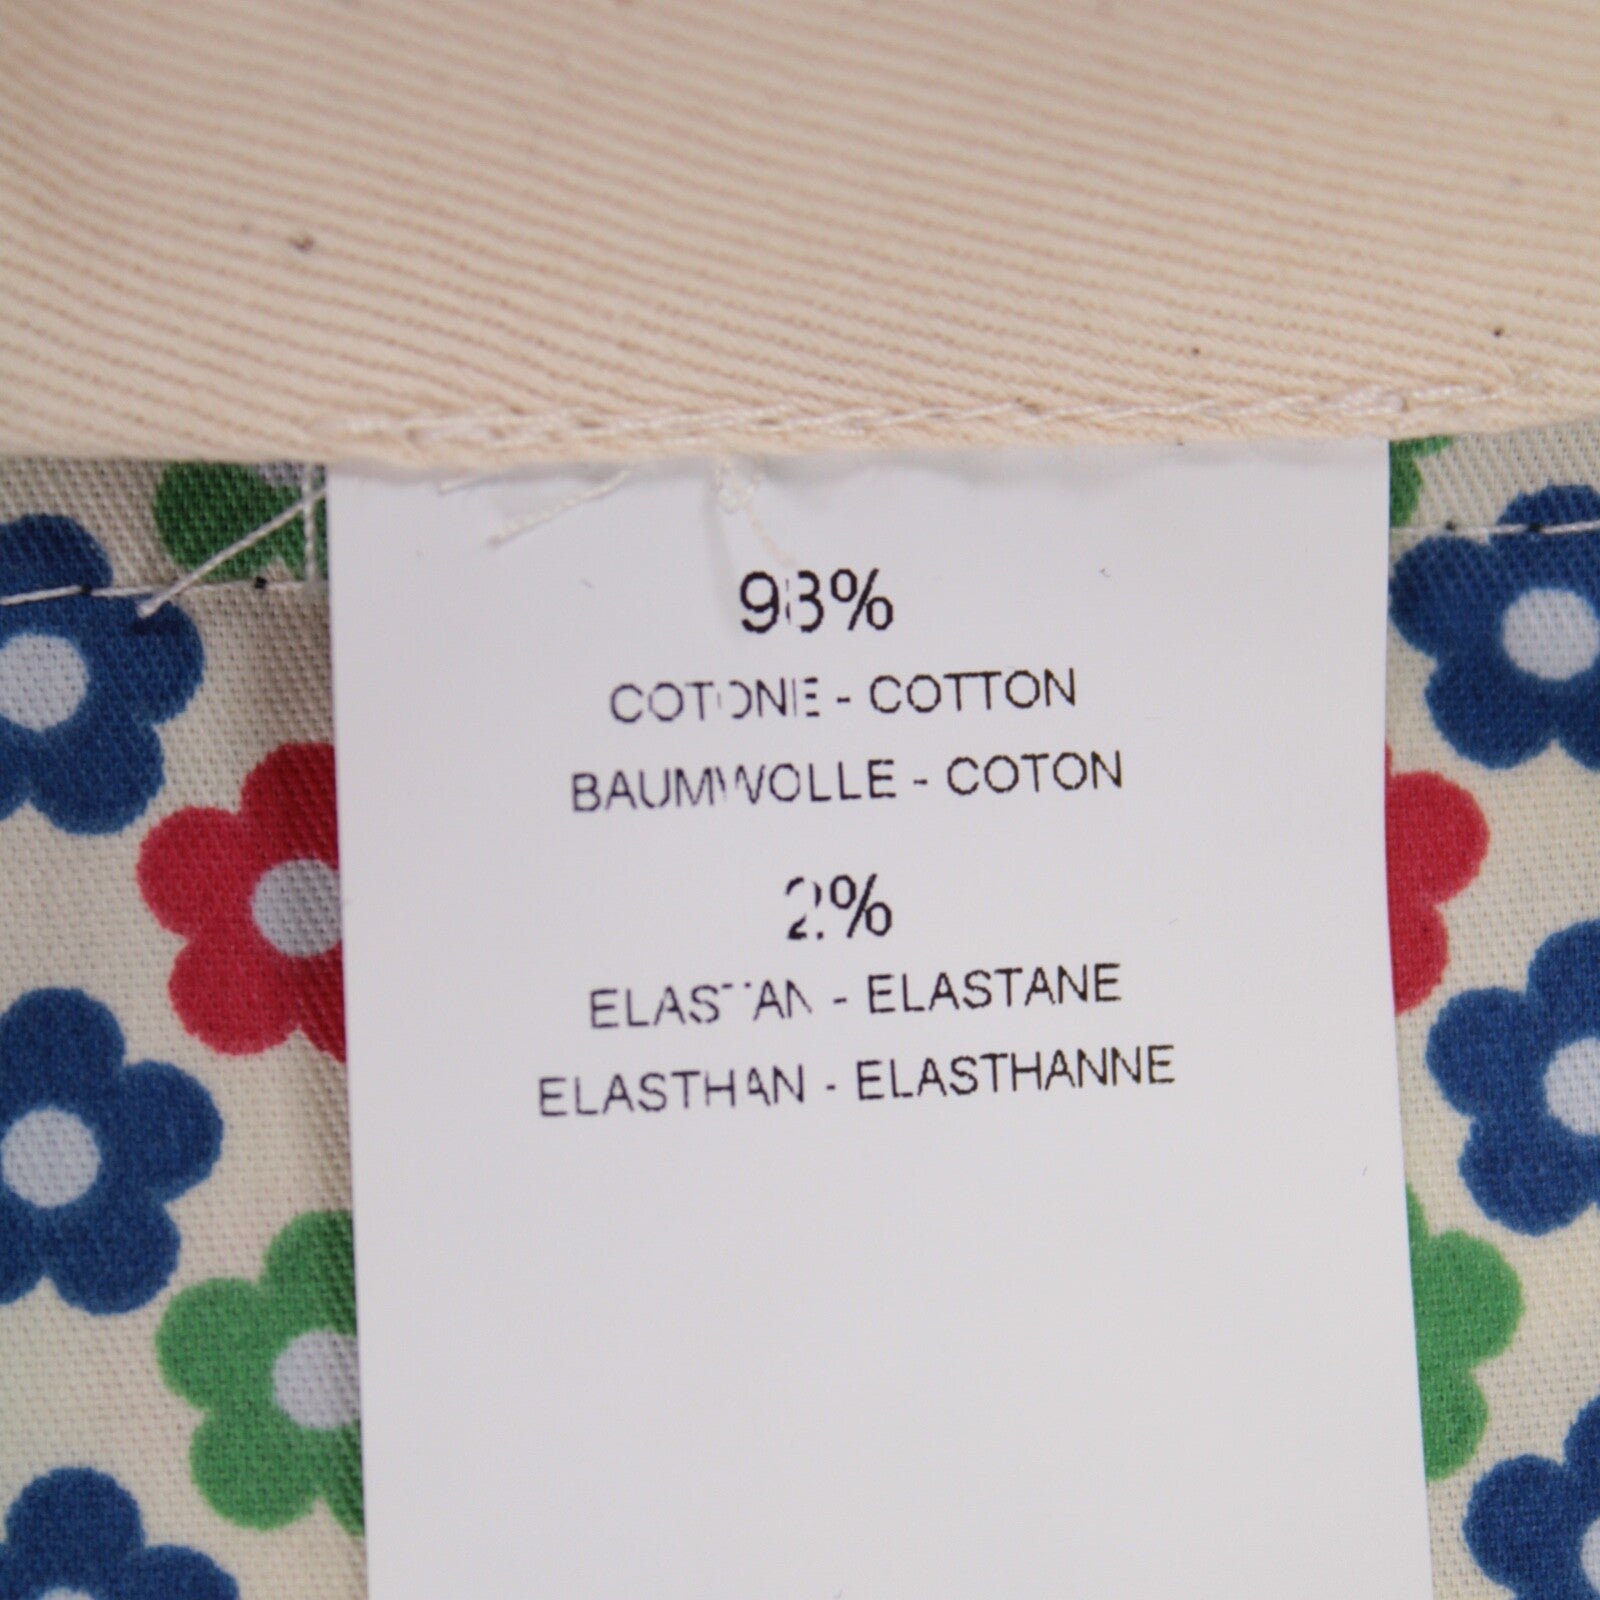 98%
COTONE - COTTON
BAUMWOLLE - COTON
2%
ELASTAN - ELASTANE
ELASTHAN - ELASTHANNE